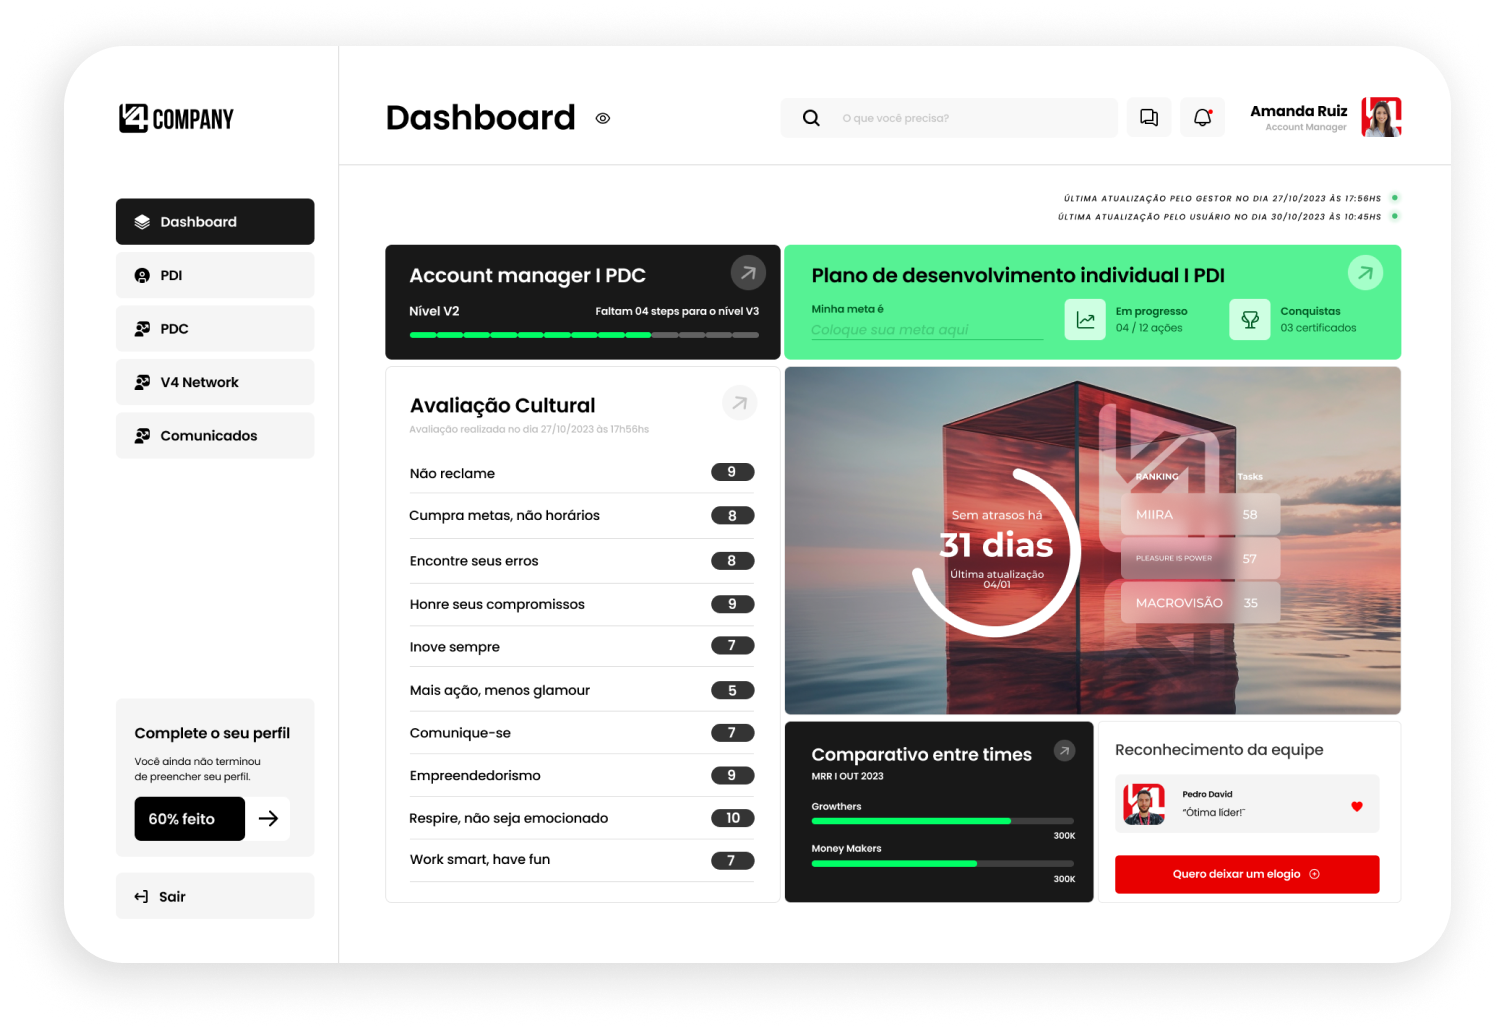 V4 COMPANY
Dashboard
O que você precisa?
Amanda Ruiz
Account Manager
Dashboard
PDI
PDC
V4 Network
Comunicados
Complete o seu perfil
Você ainda não terminou
de preencher seu perfil.
60% feito
Sair
ÚLTIMA ATUALIZAÇÃO PELO GESTOR NO DIA 27/10/2023 ÀS 17:56HS
ÚLTIMA ATUALIZAÇÃO PELO USUÁRIO NO DIA 30/10/2023 ÀS 10:45HS
Account manager I PDC
Nível V2
Faltam 04 steps para o nível V3
Plano de desenvolvimento individual I PDI
Minha meta é
Coloque sua meta aqui
Em progresso
04 / 12 ações
Conquistas
03 certificados
Avaliação Cultural
Avaliação realizada no dia 27/10/2023 às 17h56hs
Não reclame 9
Cumpra metas, não horários 8
Encontre seus erros 8
Honre seus compromissos 9
Inove sempre 7
Mais ação, menos glamour 5
Comunique-se 7
Empreendedorismo 9
Respire, não seja emocionado 10
Work smart, have fun 7
Sem atrasos há
31 dias
Última atualização
04/01
RANKING Tasks
MIIRA 58
PLEASURE IS POWER 57
MACROVISÃO 35
Comparativo entre times
MRR I OUT 2023
Growthers
300K
Money Makers
300K
Reconhecimento da equipe
Pedro David
"Ótima líder!"
Quero deixar um elogio